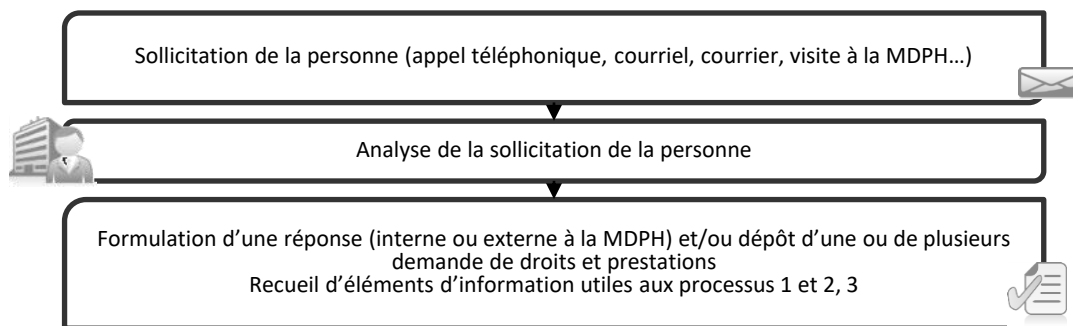 Sollicitation de la personne (appel téléphonique, courriel, courrier, visite à la MDPH…)
Analyse de la sollicitation de la personne
Formulation d’une réponse (interne ou externe à la MDPH) et/ou dépôt d’une ou de plusieurs
demande de droits et prestations
Recueil d’éléments d’information utiles aux processus 1 et 2, 3